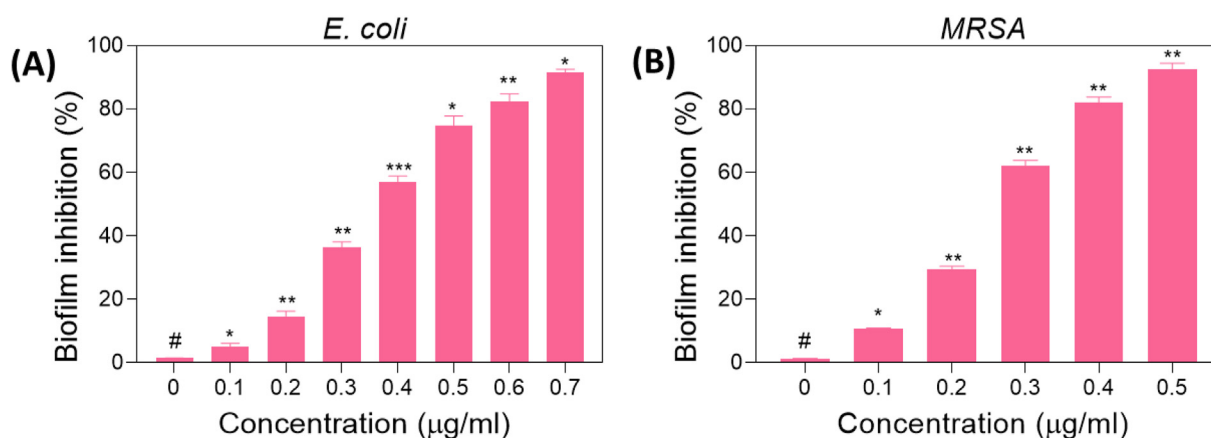 (A)
E. coli
Biofilm inhibition (%)
100
80
60
40
20
0
#
*
**
**
***
*
**
*
0 0.1 0.2 0.3 0.4 0.5 0.6 0.7
Concentration (μg/ml)
(B)
MRSA
Biofilm inhibition (%)
100
80
60
40
20
0
#
*
**
**
**
**
0 0.1 0.2 0.3 0.4 0.5
Concentration (μg/ml)